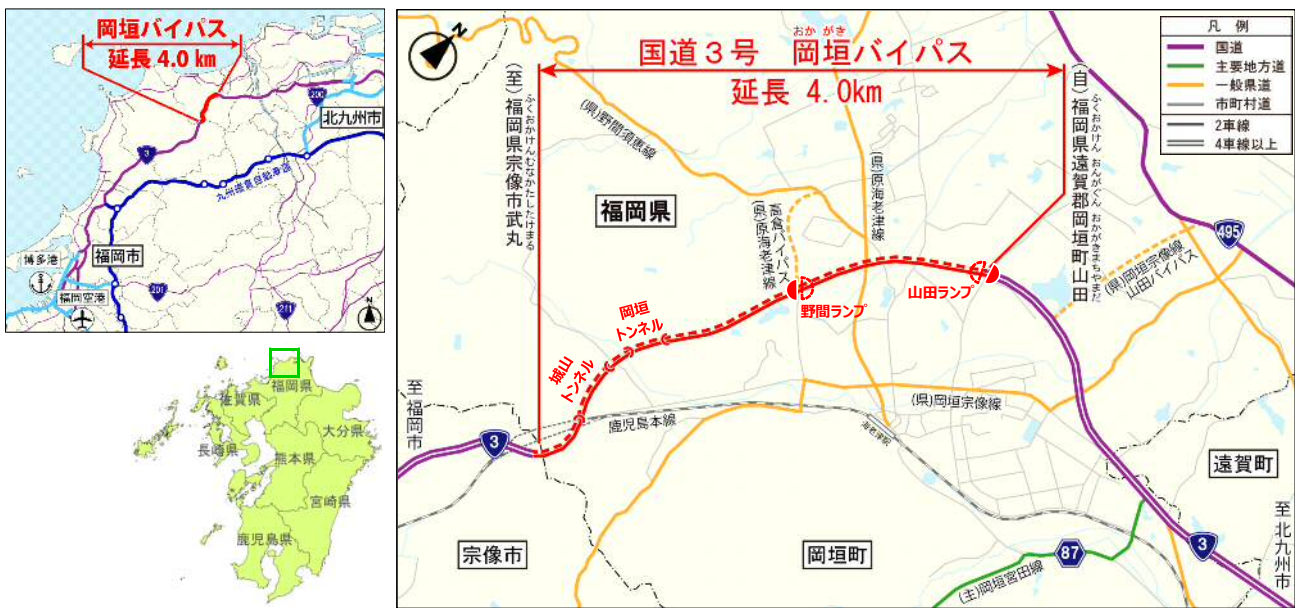 岡垣バイパス
延長 4.0 km
200
北九州市
3
九州縦貫自動車道
福岡市
博多港
福岡空港
201
211
N
福岡県
佐賀県
大分県
長崎県
熊本県
宮崎県
鹿児島県
N
おか がき
国道3号 岡垣バイパス
延長 4.0km
(至)福岡県宗像市武丸
ふくおかけんむなかたしたけまる
(自)福岡県遠賀郡岡垣町山田
ふくおかけん おんがぐん おかがきまちやまだ
凡 例
国道
主要地方道
一般県道
市町村道
2車線
4車線以上
(県)野間須恵線
(県)原海老津線
福岡県
(県)原海老津線
高倉バイパス
495
(県)岡垣宗像線
山田バイパス
山田ランプ
野間ランプ
岡垣
トンネル
城山
トンネル
(県)岡垣宗像線
鹿児島本線
海老津駅
至福岡市
3
遠賀町
宗像市
岡垣町
87
(主)岡垣宮田線
3
至北九州市